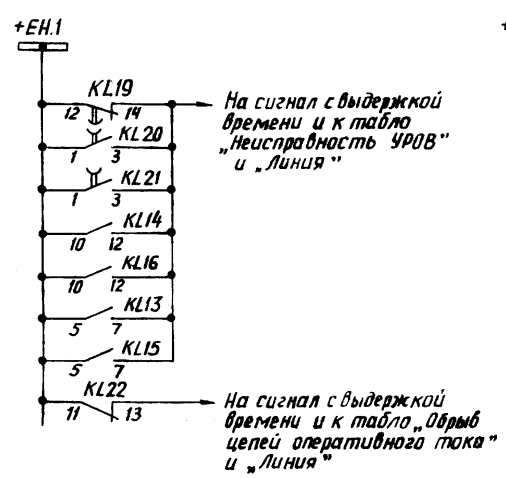 +EH.1
KL19
12 14
На сигнал с выдержкой
времени и к табло
„Неисправность УРОВ"
и „Линия"
KL20
1 3
KL21
1 3
KL14
10 12
KL16
10 12
KL13
5 7
KL15
5 7
KL22
11 13
На сигнал с выдержкой
времени и к табло „Обрыв
цепей оперативного тока"
и „Линия"